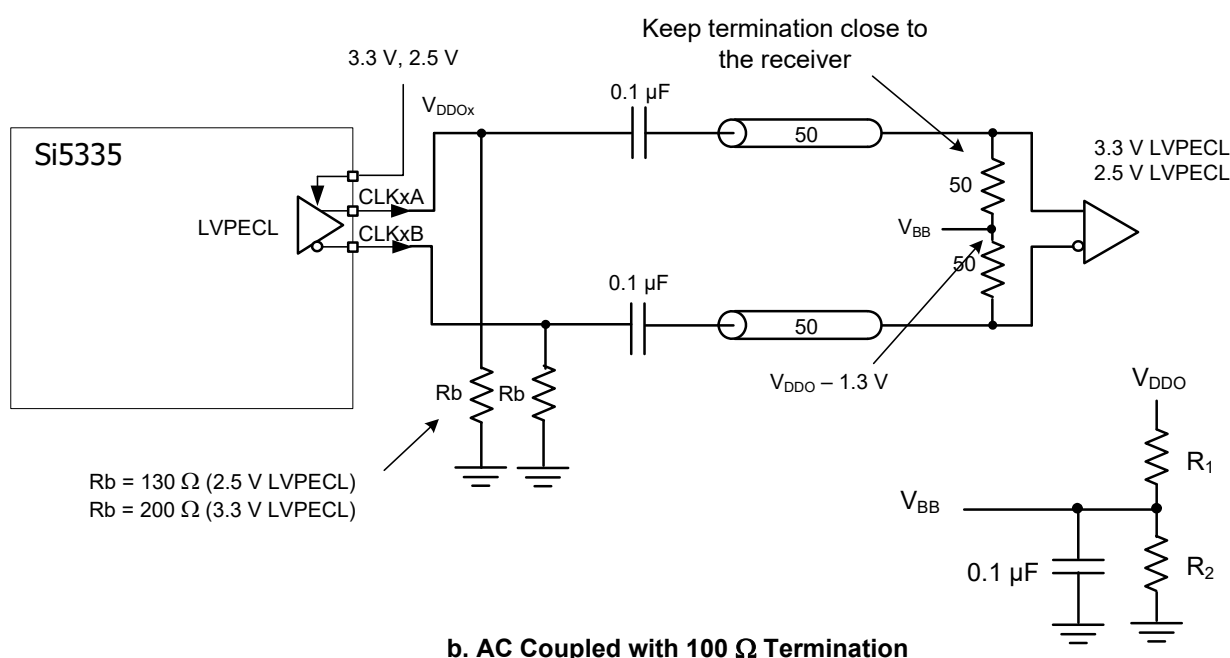 Keep termination close to
the receiver
3.3 V, 2.5 V
0.1 µF
VDDOx
50
Si5335
3.3 V LVPECL
2.5 V LVPECL
50
CLKxA
LVPECL
VBB
CLKxB
50
0.1 µF
50
VDDO – 1.3 V
Rb
Rb
VDDO
R1
Rb = 130 Ω (2.5 V LVPECL)
Rb = 200 Ω (3.3 V LVPECL)
VBB
0.1 µF
R2
b. AC Coupled with 100 Ω Termination